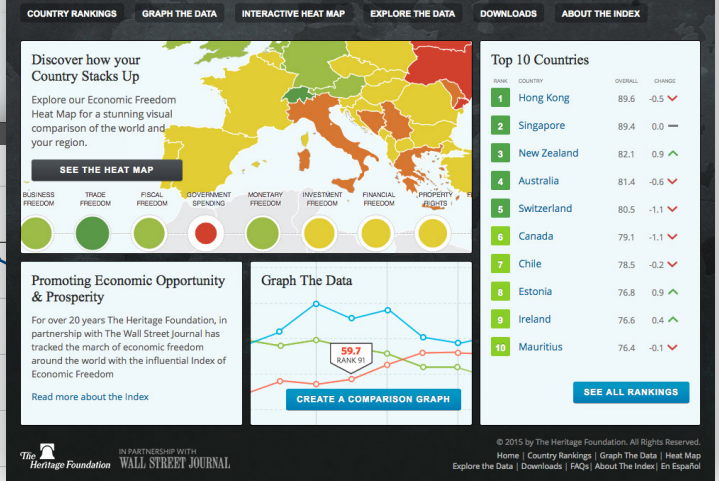 COUNTRY RANKINGS GRAPH THE DATA INTERACTIVE HEAT MAP EXPLORE THE DATA DOWNLOADS ABOUT THE INDEX
Discover how your
Country Stacks Up
Explore our Economic Freedom
Heat Map for a stunning visual
comparison of the world and
your region.
SEE THE HEAT MAP
BUSINESS FREEDOM
TRADE FREEDOM
FISCAL FREEDOM
GOVERNMENT SPENDING
MONETARY FREEDOM
INVESTMENT FREEDOM
FINANCIAL FREEDOM
PROPERTY RIGHTS
Top 10 Countries
RANK COUNTRY OVERALL CHANGE
1 Hong Kong 89.6 -0.5
2 Singapore 89.4 0.0
3 New Zealand 82.1 0.9
4 Australia 81.4 -0.6
5 Switzerland 80.5 -1.1
6 Canada 79.1 -1.1
7 Chile 78.5 -0.2
8 Estonia 76.8 0.9
9 Ireland 76.6 0.4
10 Mauritius 76.4 -0.1
SEE ALL RANKINGS
Promoting Economic Opportunity
& Prosperity
For over 20 years The Heritage Foundation, in
partnership with The Wall Street Journal has
tracked the march of economic freedom
around the world with the influential Index of
Economic Freedom
Read more about the Index
Graph The Data
59.7
RANK 91
CREATE A COMPARISON GRAPH
The Heritage Foundation
IN PARTNERSHIP WITH
WALL STREET JOURNAL
© 2015 by The Heritage Foundation. All Rights Reserved.
Home | Country Rankings | Graph The Data | Heat Map
Explore the Data | Downloads | FAQs| About The Index| En Español